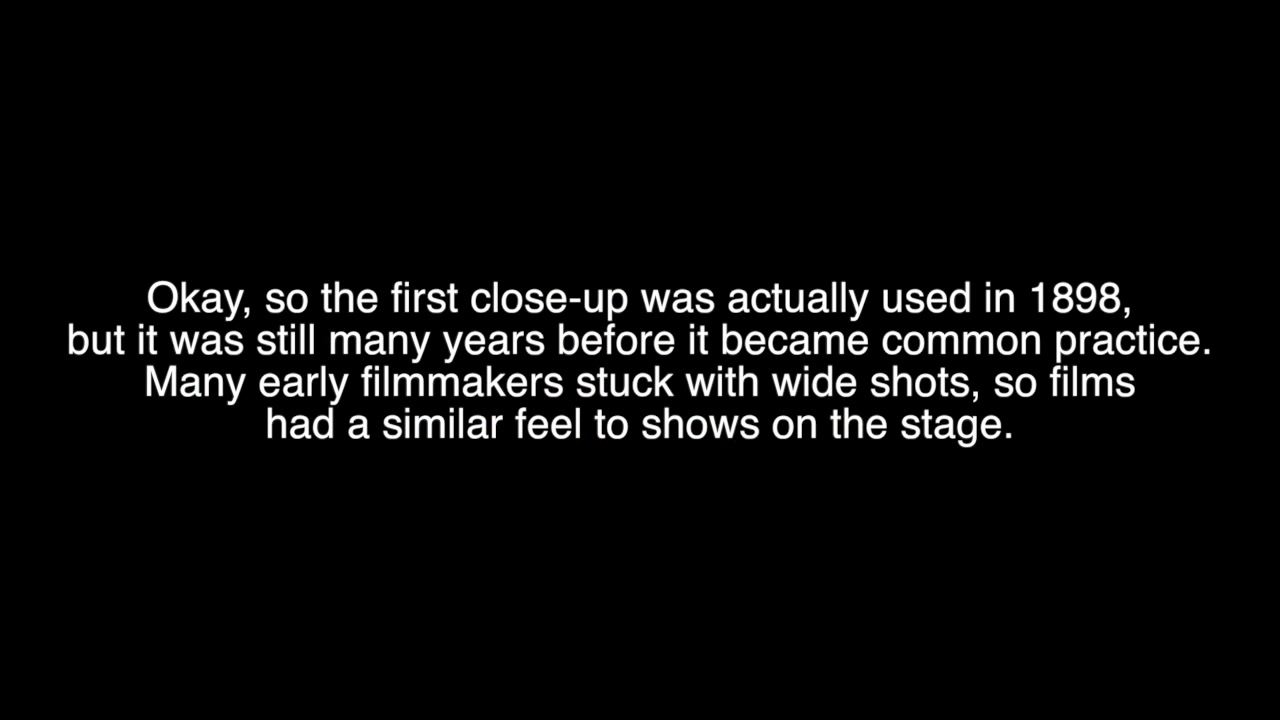 Okay, so the first close-up was actually used in 1898,
but it was still many years before it became common practice.
Many early filmmakers stuck with wide shots, so films
had a similar feel to shows on the stage.